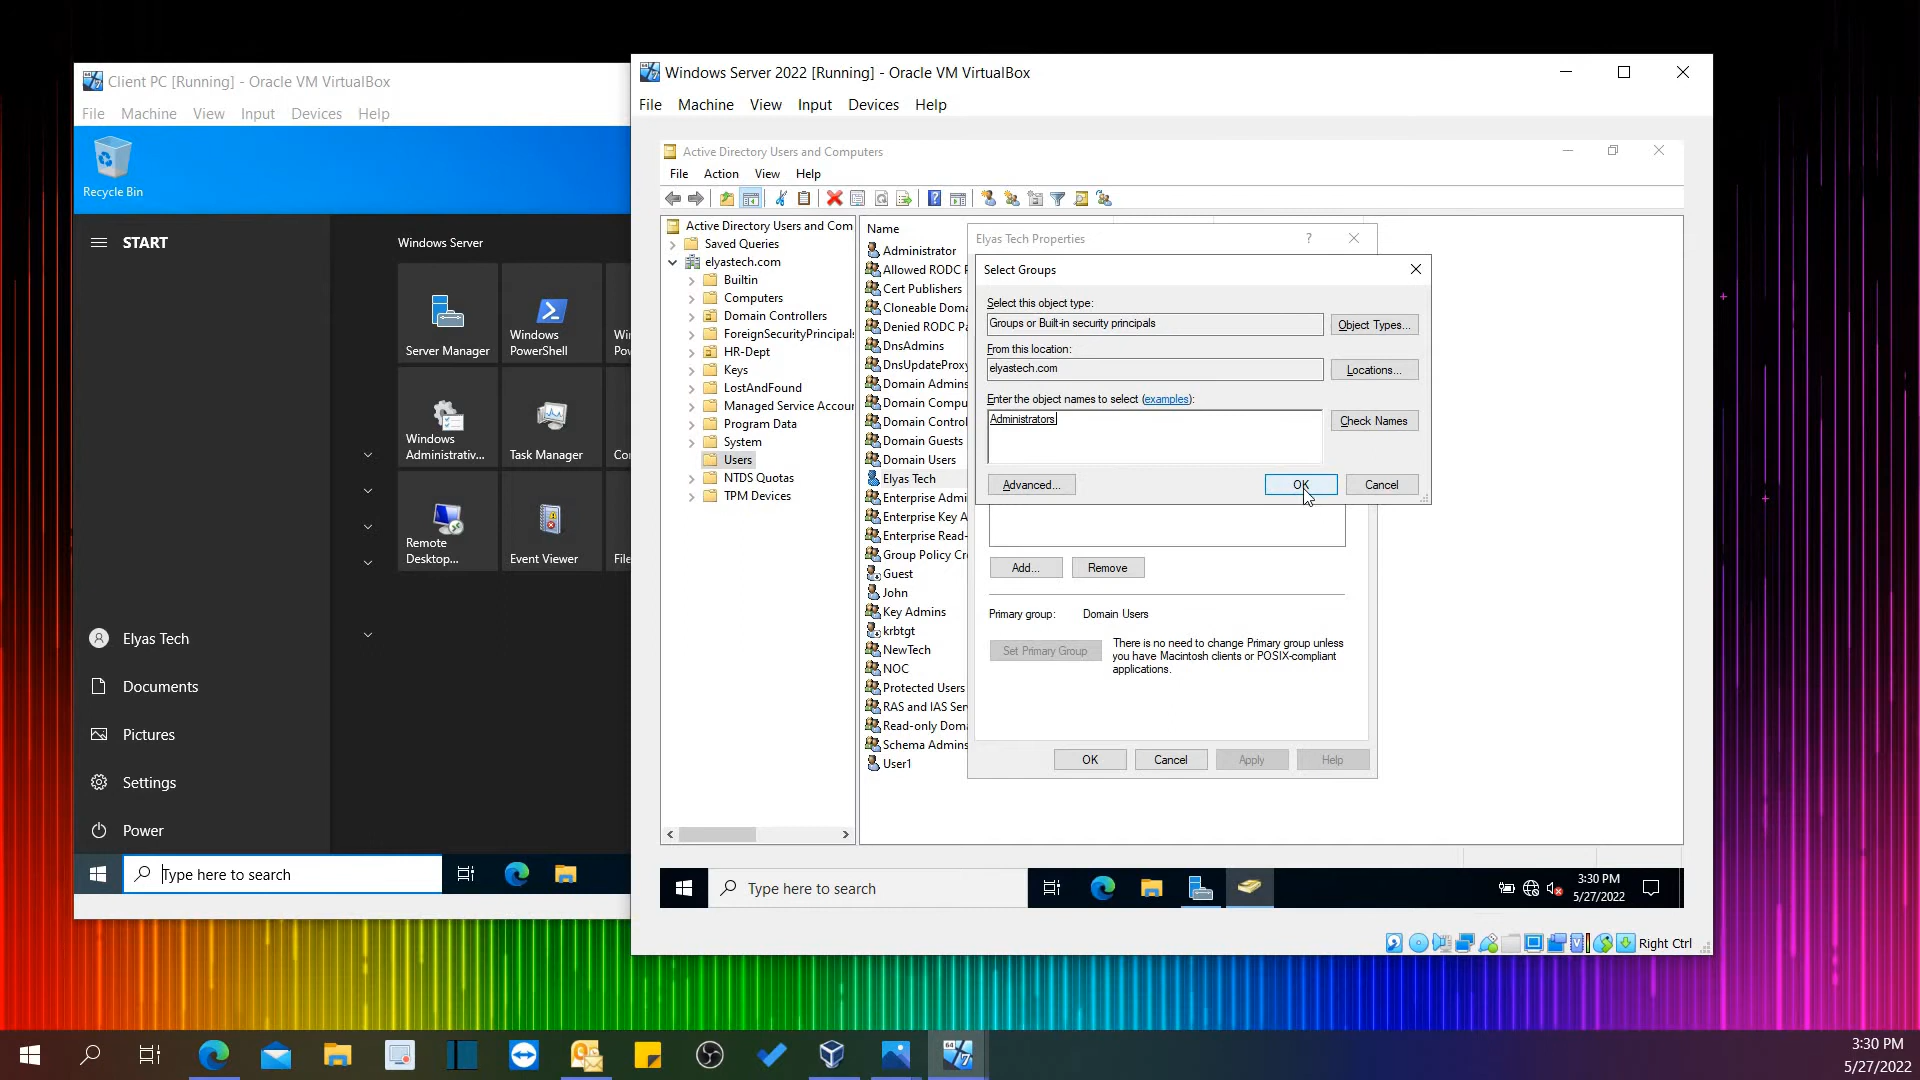 Client PC [Running] - Oracle VM VirtualBox
File Machine View Input Devices Help
Recycle Bin
START
Windows Server
Server Manager
Windows
PowerShell
Windows
Administrativ...
Task Manager
Remote
Desktop...
Event Viewer
Elyas Tech
Documents
Pictures
Settings
Power
Type here to search
Windows Server 2022 [Running] - Oracle VM VirtualBox
File Machine View Input Devices Help
Active Directory Users and Computers
File Action View Help
Active Directory Users and Com
Saved Queries
elyastech.com
Builtin
Computers
Domain Controllers
ForeignSecurityPrincipals
HR-Dept
Keys
LostAndFound
Managed Service Accoun
Program Data
System
Users
NTDS Quotas
TPM Devices
Name
Administrator
Allowed RODC P
Cert Publishers
Cloneable Doma
Denied RODC Pa
DnsAdmins
DnsUpdateProxy
Domain Admins
Domain Compu
Domain Control
Domain Guests
Domain Users
Elyas Tech
Enterprise Admi
Enterprise Key A
Enterprise Read-
Group Policy Cr
Guest
John
Key Admins
krbtgt
NewTech
NOC
Protected Users
RAS and IAS Ser
Read-only Dom
Schema Admins
User1
Elyas Tech Properties ?
Select Groups
Select this object type:
Groups or Built-in security principals
Object Types...
From this location:
elyastech.com
Locations...
Enter the object names to select (examples):
Administrators
Check Names
Advanced...
OK
Cancel
Add...
Remove
Primary group: Domain Users
Set Primary Group
There is no need to change Primary group unless
you have Macintosh clients or POSIX-compliant
applications.
OK
Cancel
Apply
Help
Type here to search
3:30 PM
5/27/2022
Right Ctrl
3:30 PM
5/27/2022